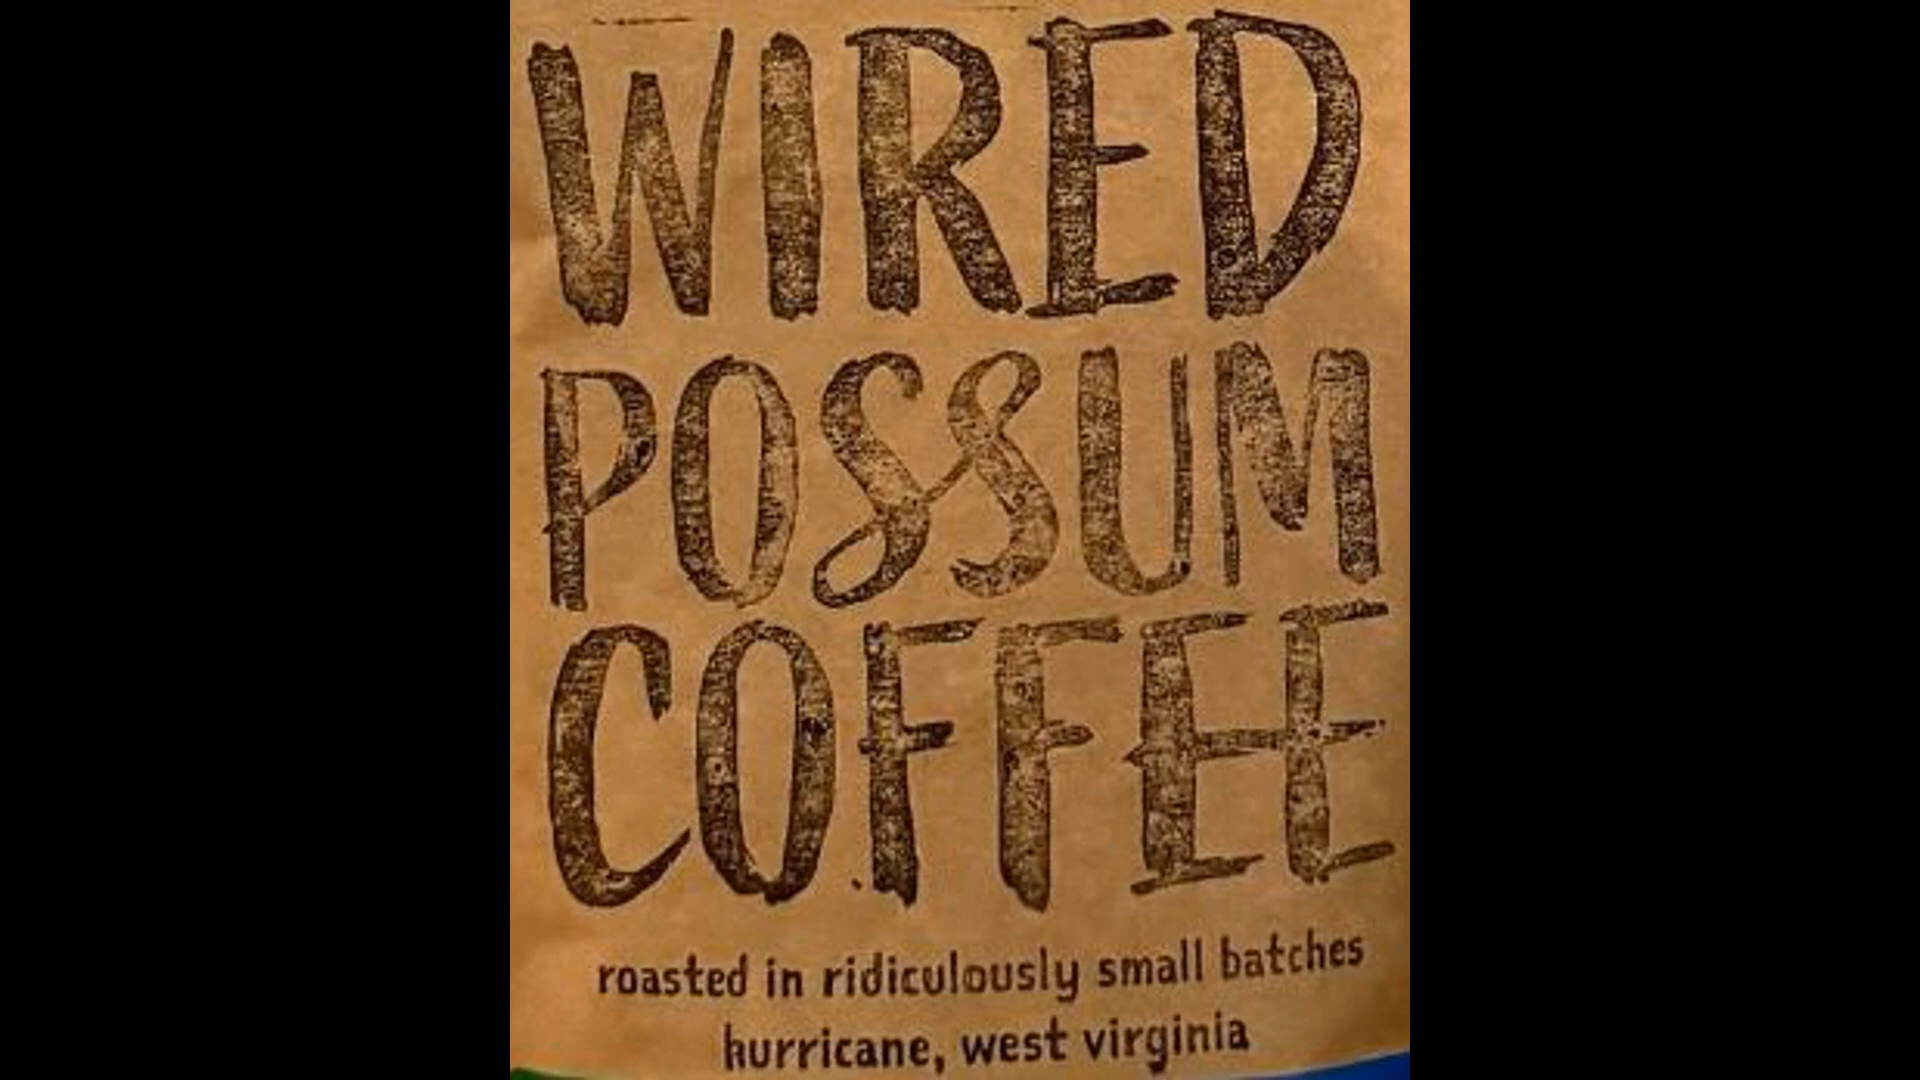 WIRED
POSSUM
COFFEE
roasted in ridiculously small batches
hurricane, west virginia